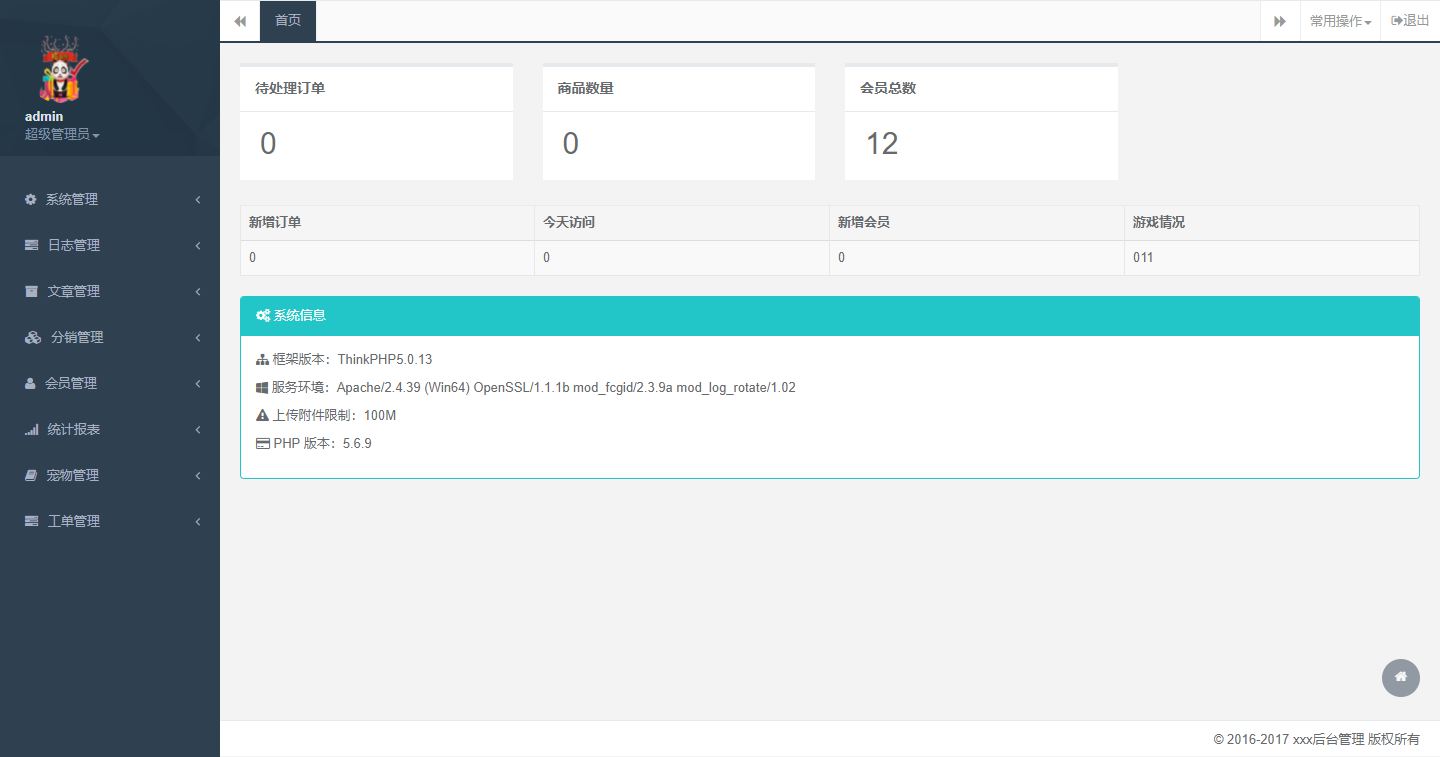 首页
常用操作
退出
admin
超级管理员
系统管理
日志管理
文章管理
分销管理
会员管理
统计报表
宠物管理
工单管理
待处理订单
0
商品数量
0
会员总数
12
新增订单 今天访问 新增会员 游戏情况
0 0 0 011
系统信息
框架版本：ThinkPHP5.0.13
服务环境：Apache/2.4.39 (Win64) OpenSSL/1.1.1b mod_fcgid/2.3.9a mod_log_rotate/1.02
上传附件限制：100M
PHP 版本：5.6.9
© 2016-2017 xxx后台管理 版权所有